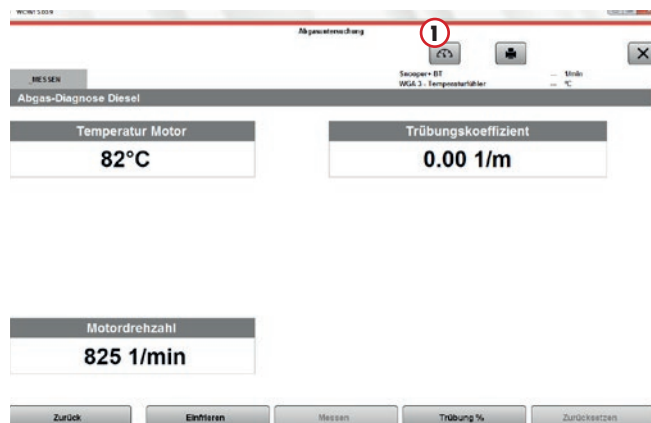 Abgasuntersuchung
1
Snooper+ BT --- 1/min
WGA 3 - Temperaturfühler --- °C
MESSEN
Abgas-Diagnose Diesel
Temperatur Motor
82°C
Trübungskoeffizient
0.00 1/m
Motordrehzahl
825 1/min
Zurück
Einfrieren
Messen
Trübung %
Zurücksetzen